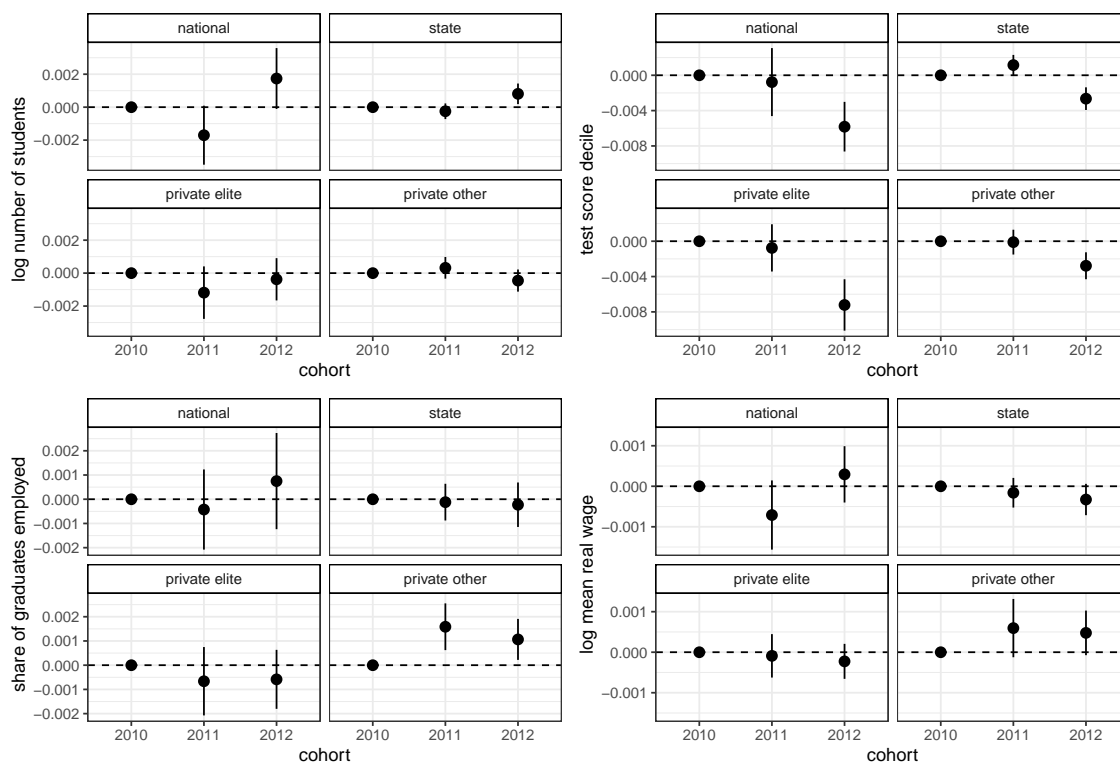 national
state
0.002
0.000
−0.002
private elite
private other
0.002
0.000
−0.002
2010
2011
2012
2010
2011
2012
cohort
log number of students
national
state
0.000
−0.004
−0.008
private elite
private other
0.000
−0.004
−0.008
2010
2011
2012
2010
2011
2012
cohort
test score decile
national
state
0.002
0.001
0.000
−0.001
−0.002
private elite
private other
0.002
0.001
0.000
−0.001
−0.002
2010
2011
2012
2010
2011
2012
cohort
share of graduates employed
national
state
0.001
0.000
−0.001
private elite
private other
0.001
0.000
−0.001
2010
2011
2012
2010
2011
2012
cohort
log mean real wage